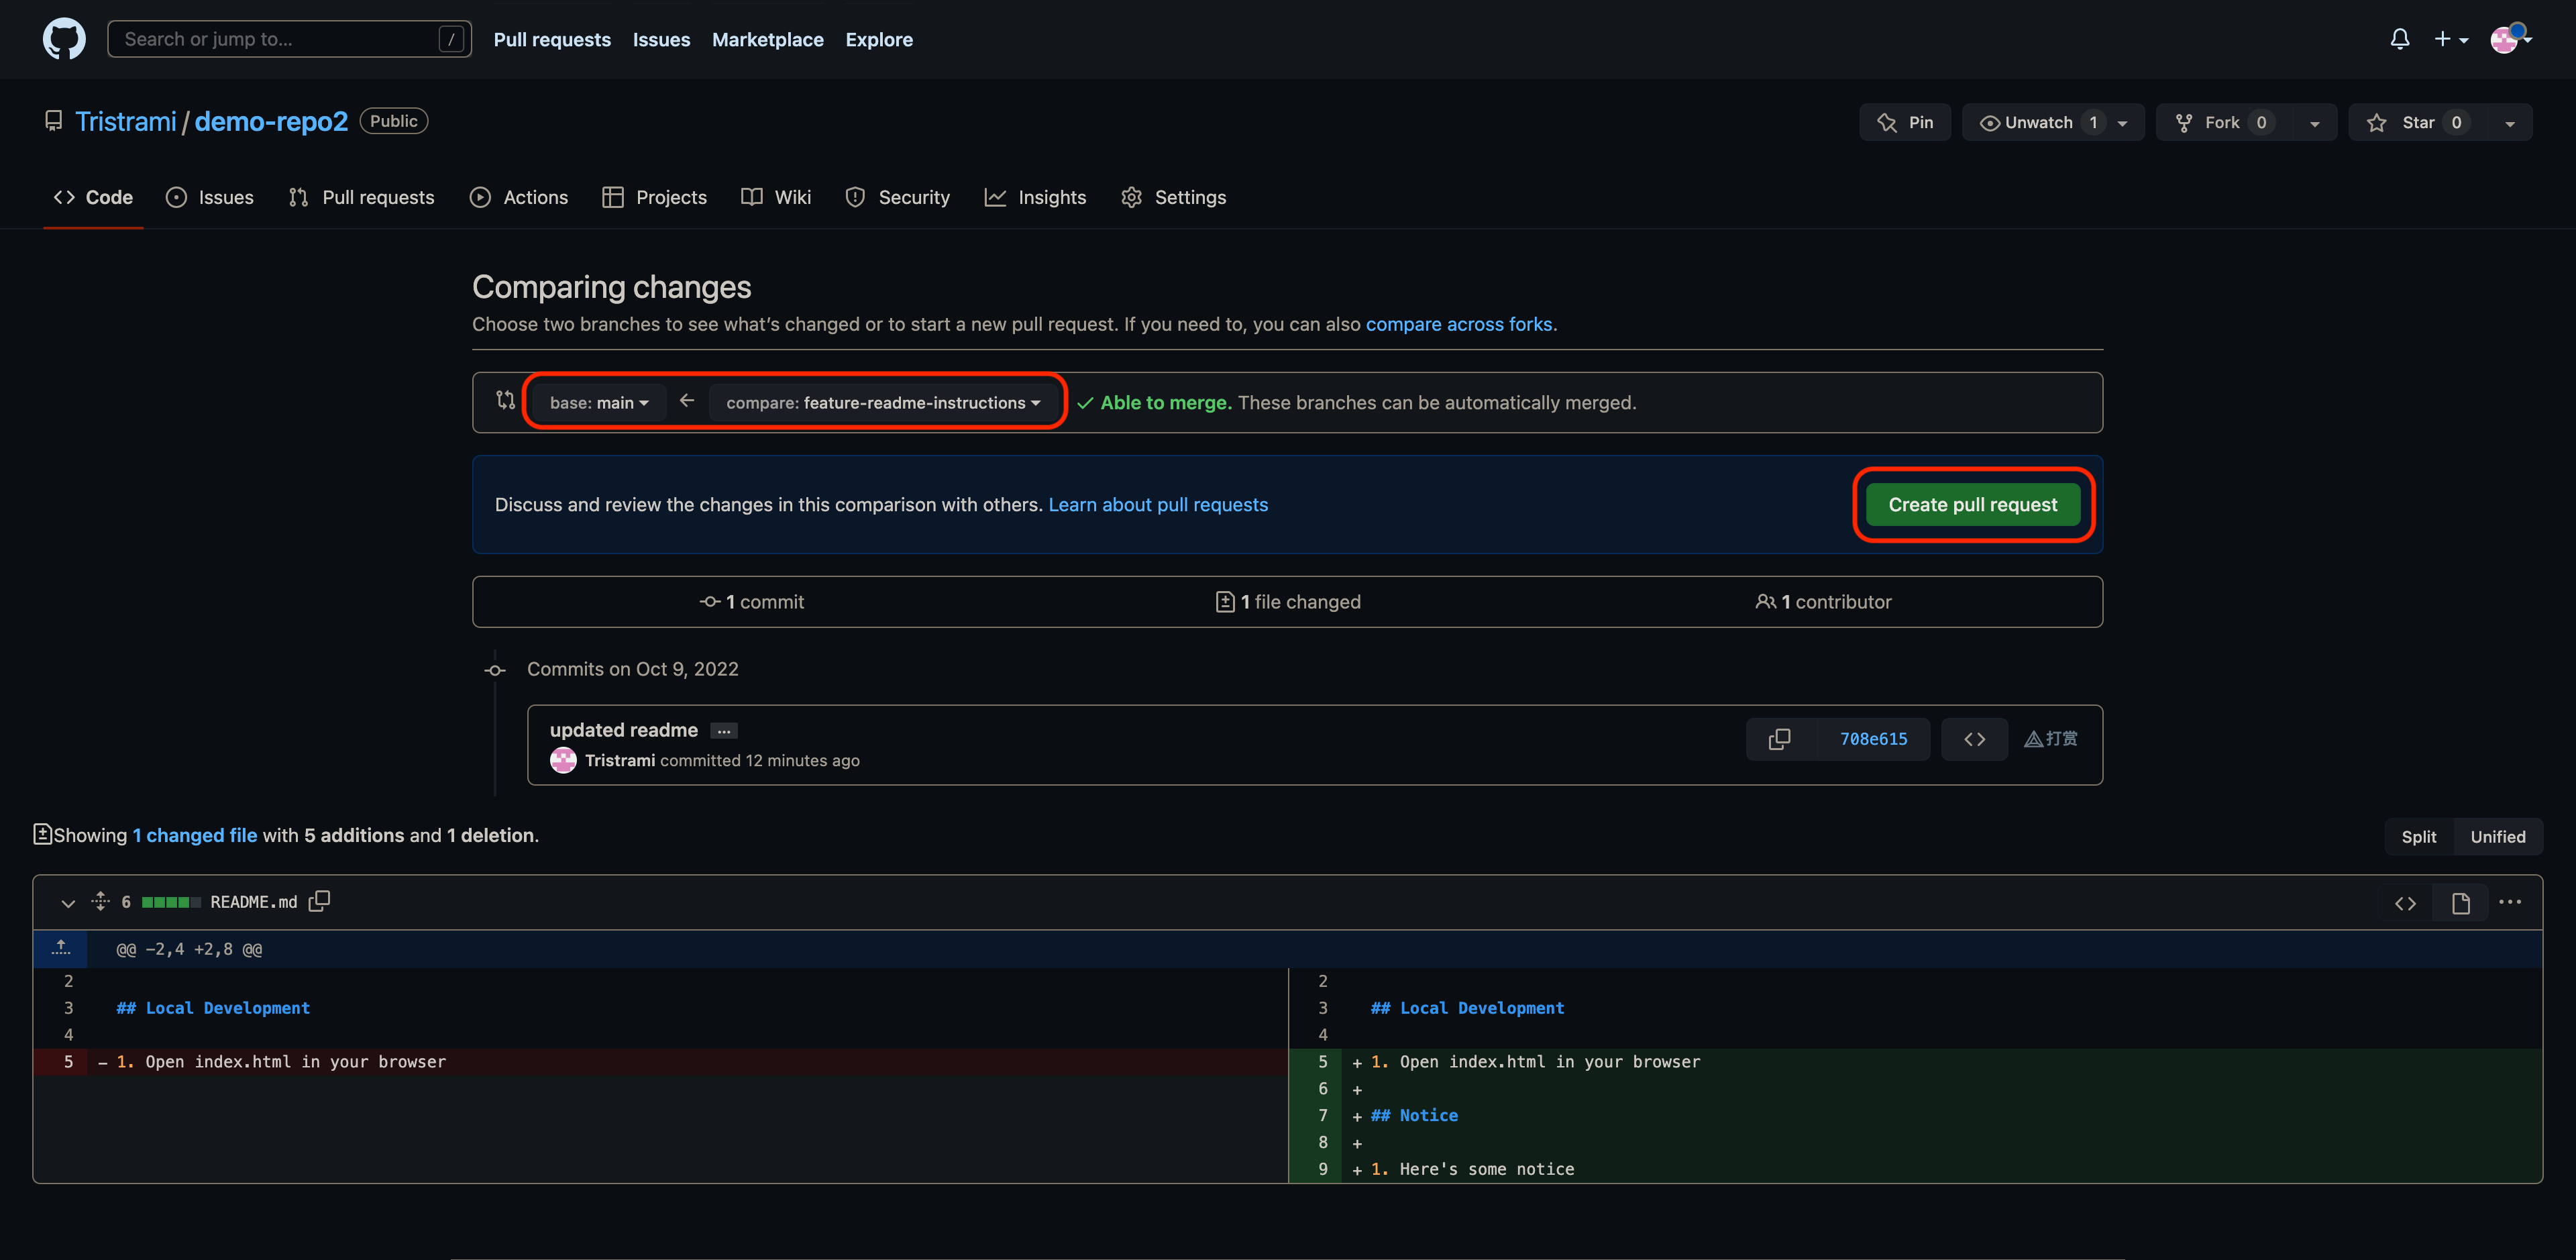 Search or jump to... / Pull requests Issues Marketplace Explore
Tristrami / demo-repo2 Public Pin Unwatch 1 Fork 0 Star 0
Code Issues Pull requests Actions Projects Wiki Security Insights Settings
Comparing changes
Choose two branches to see what’s changed or to start a new pull request. If you need to, you can also compare across forks.
base: main ← compare: feature-readme-instructions ✓ Able to merge. These branches can be automatically merged.
Discuss and review the changes in this comparison with others. Learn about pull requests Create pull request
1 commit 1 file changed 1 contributor
Commits on Oct 9, 2022
updated readme ...
Tristrami committed 12 minutes ago
708e615 打赏
Showing 1 changed file with 5 additions and 1 deletion.
Split Unified
6 README.md
@@ -2,4 +2,8 @@
2 2
3 ## Local Development 3 ## Local Development
4 4
5 - 1. Open index.html in your browser 5 + 1. Open index.html in your browser
6 +
7 + ## Notice
8 +
9 + 1. Here's some notice